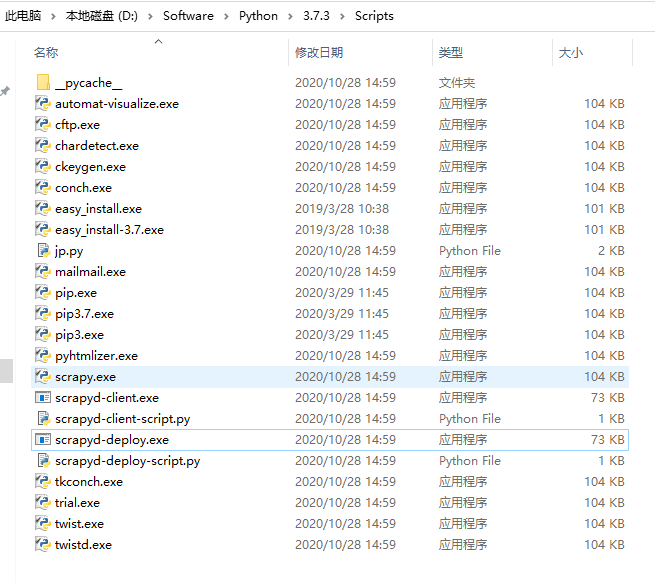 此电脑 > 本地磁盘 (D:) > Software > Python > 3.7.3 > Scripts
名称 修改日期 类型 大小
__pycache__ 2020/10/28 14:59 文件夹
automat-visualize.exe 2020/10/28 14:59 应用程序 104 KB
cftp.exe 2020/10/28 14:59 应用程序 104 KB
chardetect.exe 2020/10/28 14:59 应用程序 104 KB
ckeygen.exe 2020/10/28 14:59 应用程序 104 KB
conch.exe 2020/10/28 14:59 应用程序 104 KB
easy_install.exe 2019/3/28 10:38 应用程序 101 KB
easy_install-3.7.exe 2019/3/28 10:38 应用程序 101 KB
jp.py 2020/10/28 14:59 Python File 2 KB
mailmail.exe 2020/10/28 14:59 应用程序 104 KB
pip.exe 2020/3/29 11:45 应用程序 104 KB
pip3.7.exe 2020/3/29 11:45 应用程序 104 KB
pip3.exe 2020/3/29 11:45 应用程序 104 KB
pyhtmlizer.exe 2020/10/28 14:59 应用程序 104 KB
scrapy.exe 2020/10/28 14:59 应用程序 104 KB
scrapyd-client.exe 2020/10/28 14:59 应用程序 73 KB
scrapyd-client-script.py 2020/10/28 14:59 Python File 1 KB
scrapyd-deploy.exe 2020/10/28 14:59 应用程序 73 KB
scrapyd-deploy-script.py 2020/10/28 14:59 Python File 1 KB
tkconch.exe 2020/10/28 14:59 应用程序 104 KB
trial.exe 2020/10/28 14:59 应用程序 104 KB
twist.exe 2020/10/28 14:59 应用程序 104 KB
twistd.exe 2020/10/28 14:59 应用程序 104 KB